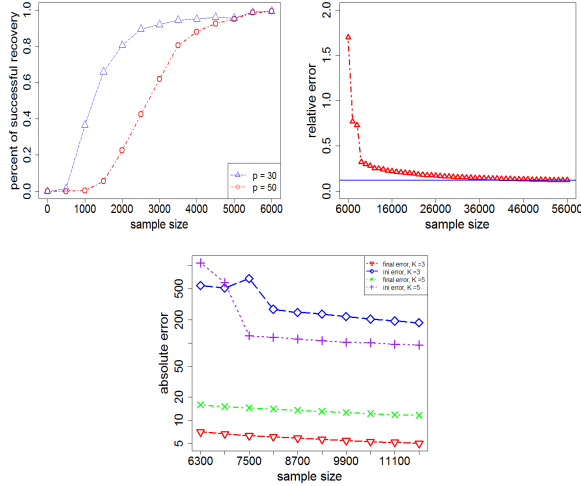 percent of successful recovery
1.0
0.8
0.6
0.4
0.2
0.0
0 1000 2000 3000 4000 5000 6000
sample size
p = 30
p = 50
relative error
2.0
1.5
1.0
0.5
0.0
6000 16000 26000 36000 46000 56000
sample size
absolute error
500
200
50
20
10
5
6300 7500 8700 9900 11100
sample size
final error, K =3
ini error, K =3
final error, K =5
ini error, K =5